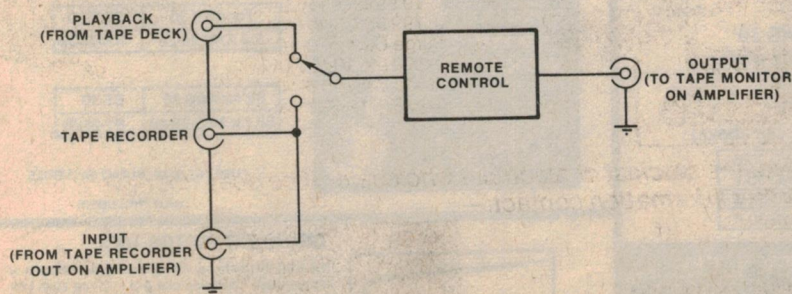 PLAYBACK
(FROM TAPE DECK)
REMOTE
CONTROL
OUTPUT
(TO TAPE MONITOR
ON AMPLIFIER)
TAPE RECORDER
INPUT
(FROM TAPE RECORDER
OUT ON AMPLIFIER)